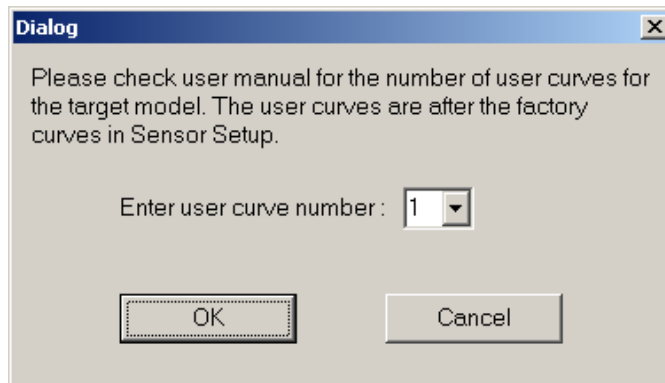 Dialog
Please check user manual for the number of user curves for
the target model. The user curves are after the factory
curves in Sensor Setup.
Enter user curve number : 1
OK Cancel